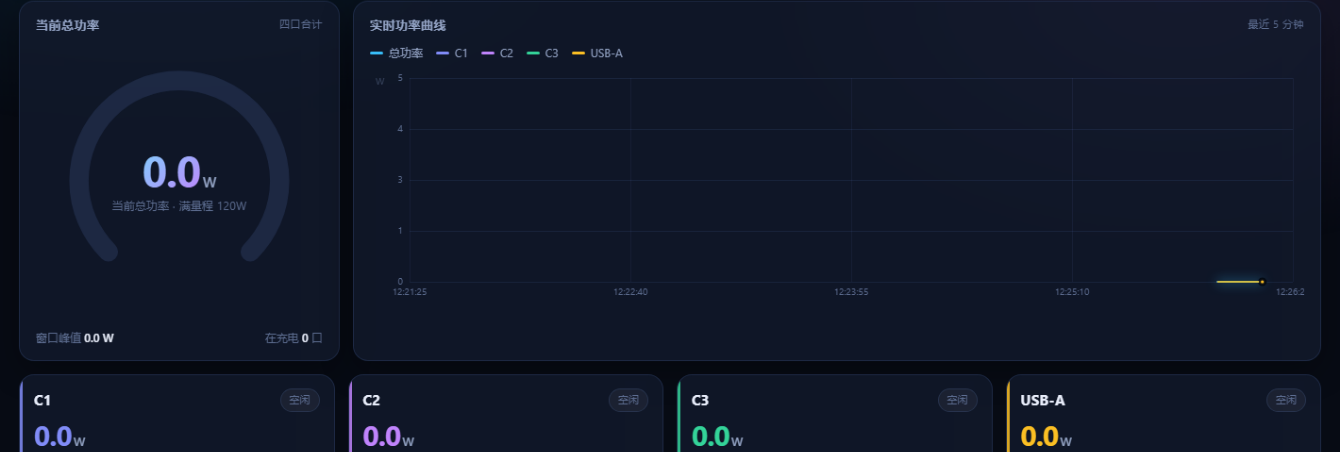 当前总功率
四口合计
0.0W
当前总功率 · 满量程 120W
窗口峰值 0.0 W
在充电 0 口
实时功率曲线
最近 5 分钟
总功率 C1 C2 C3 USB-A
W
5
4
3
1
0
12:21:25 12:22:40 12:23:55 12:25:10 12:26:2
C1 空闲
0.0W
C2 空闲
0.0W
C3 空闲
0.0W
USB-A 空闲
0.0W